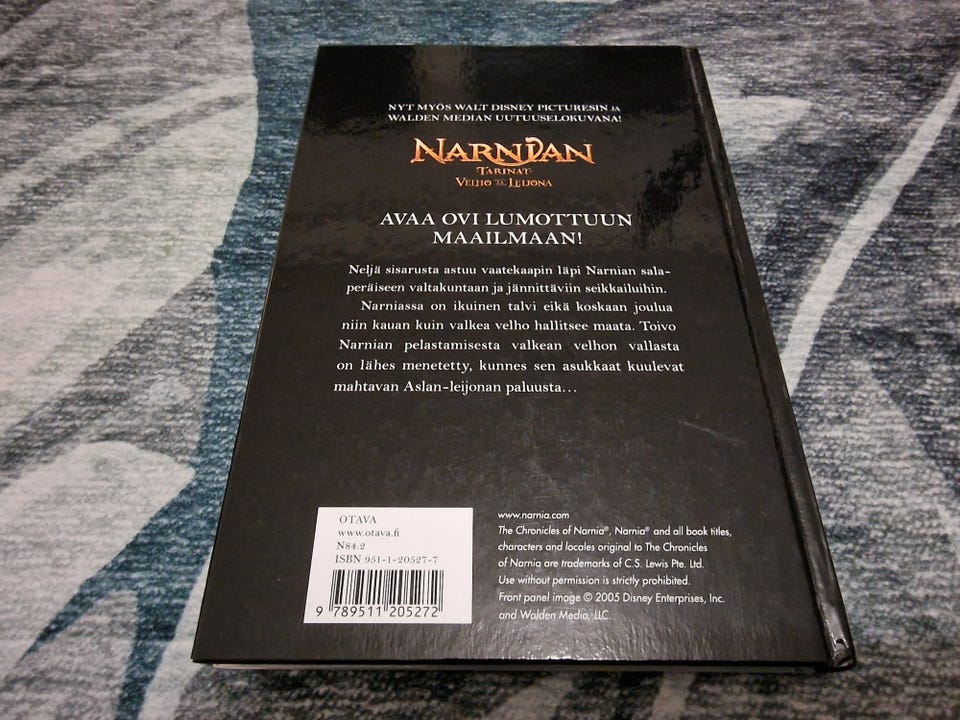 NYT MYÖS WALT DISNEY PICTURESIN JA
WALDEN MEDIAN UUTUUSELOKUVANA!
NARNIAN
TARINAT
VELHO JA LEIJONA
AVAA OVI LUMOTTUUN
MAAILMAAN!
Neljä sisarusta astuu vaatekaapin läpi Narnian sala-
peräiseen valtakuntaan ja jännittäviin seikkailuihin.
Narniassa on ikuinen talvi eikä koskaan joulua
niin kauan kuin valkea velho hallitsee maata. Toivo
Narnian pelastamisesta valkean velhon vallasta
on lähes menetetty, kunnes sen asukkaat kuulevat
mahtavan Aslan-leijonan paluusta...
OTAVA
www.otava.fi
N84.2
ISBN 951-1-20527-7
9 789511 205272
www.narnia.com
The Chronicles of Narnia®, Narnia® and all book titles,
characters and locales original to The Chronicles
of Narnia are trademarks of C.S. Lewis Pte. Ltd.
Use without permission is strictly prohibited.
Front panel image © 2005 Disney Enterprises, Inc.
and Walden Media, LLC.